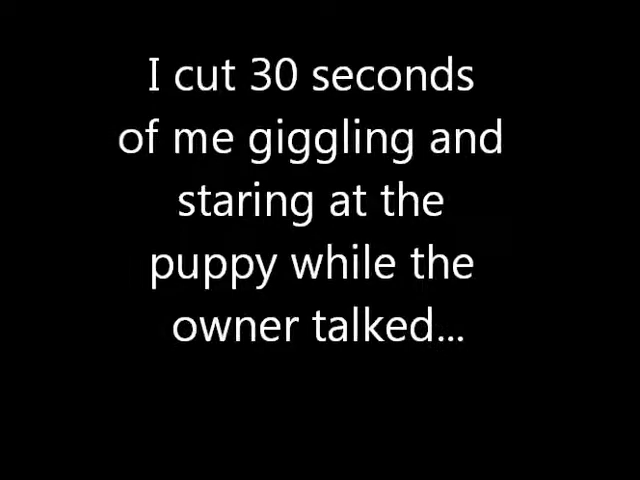 I cut 30 seconds
of me giggling and
staring at the
puppy while the
owner talked...